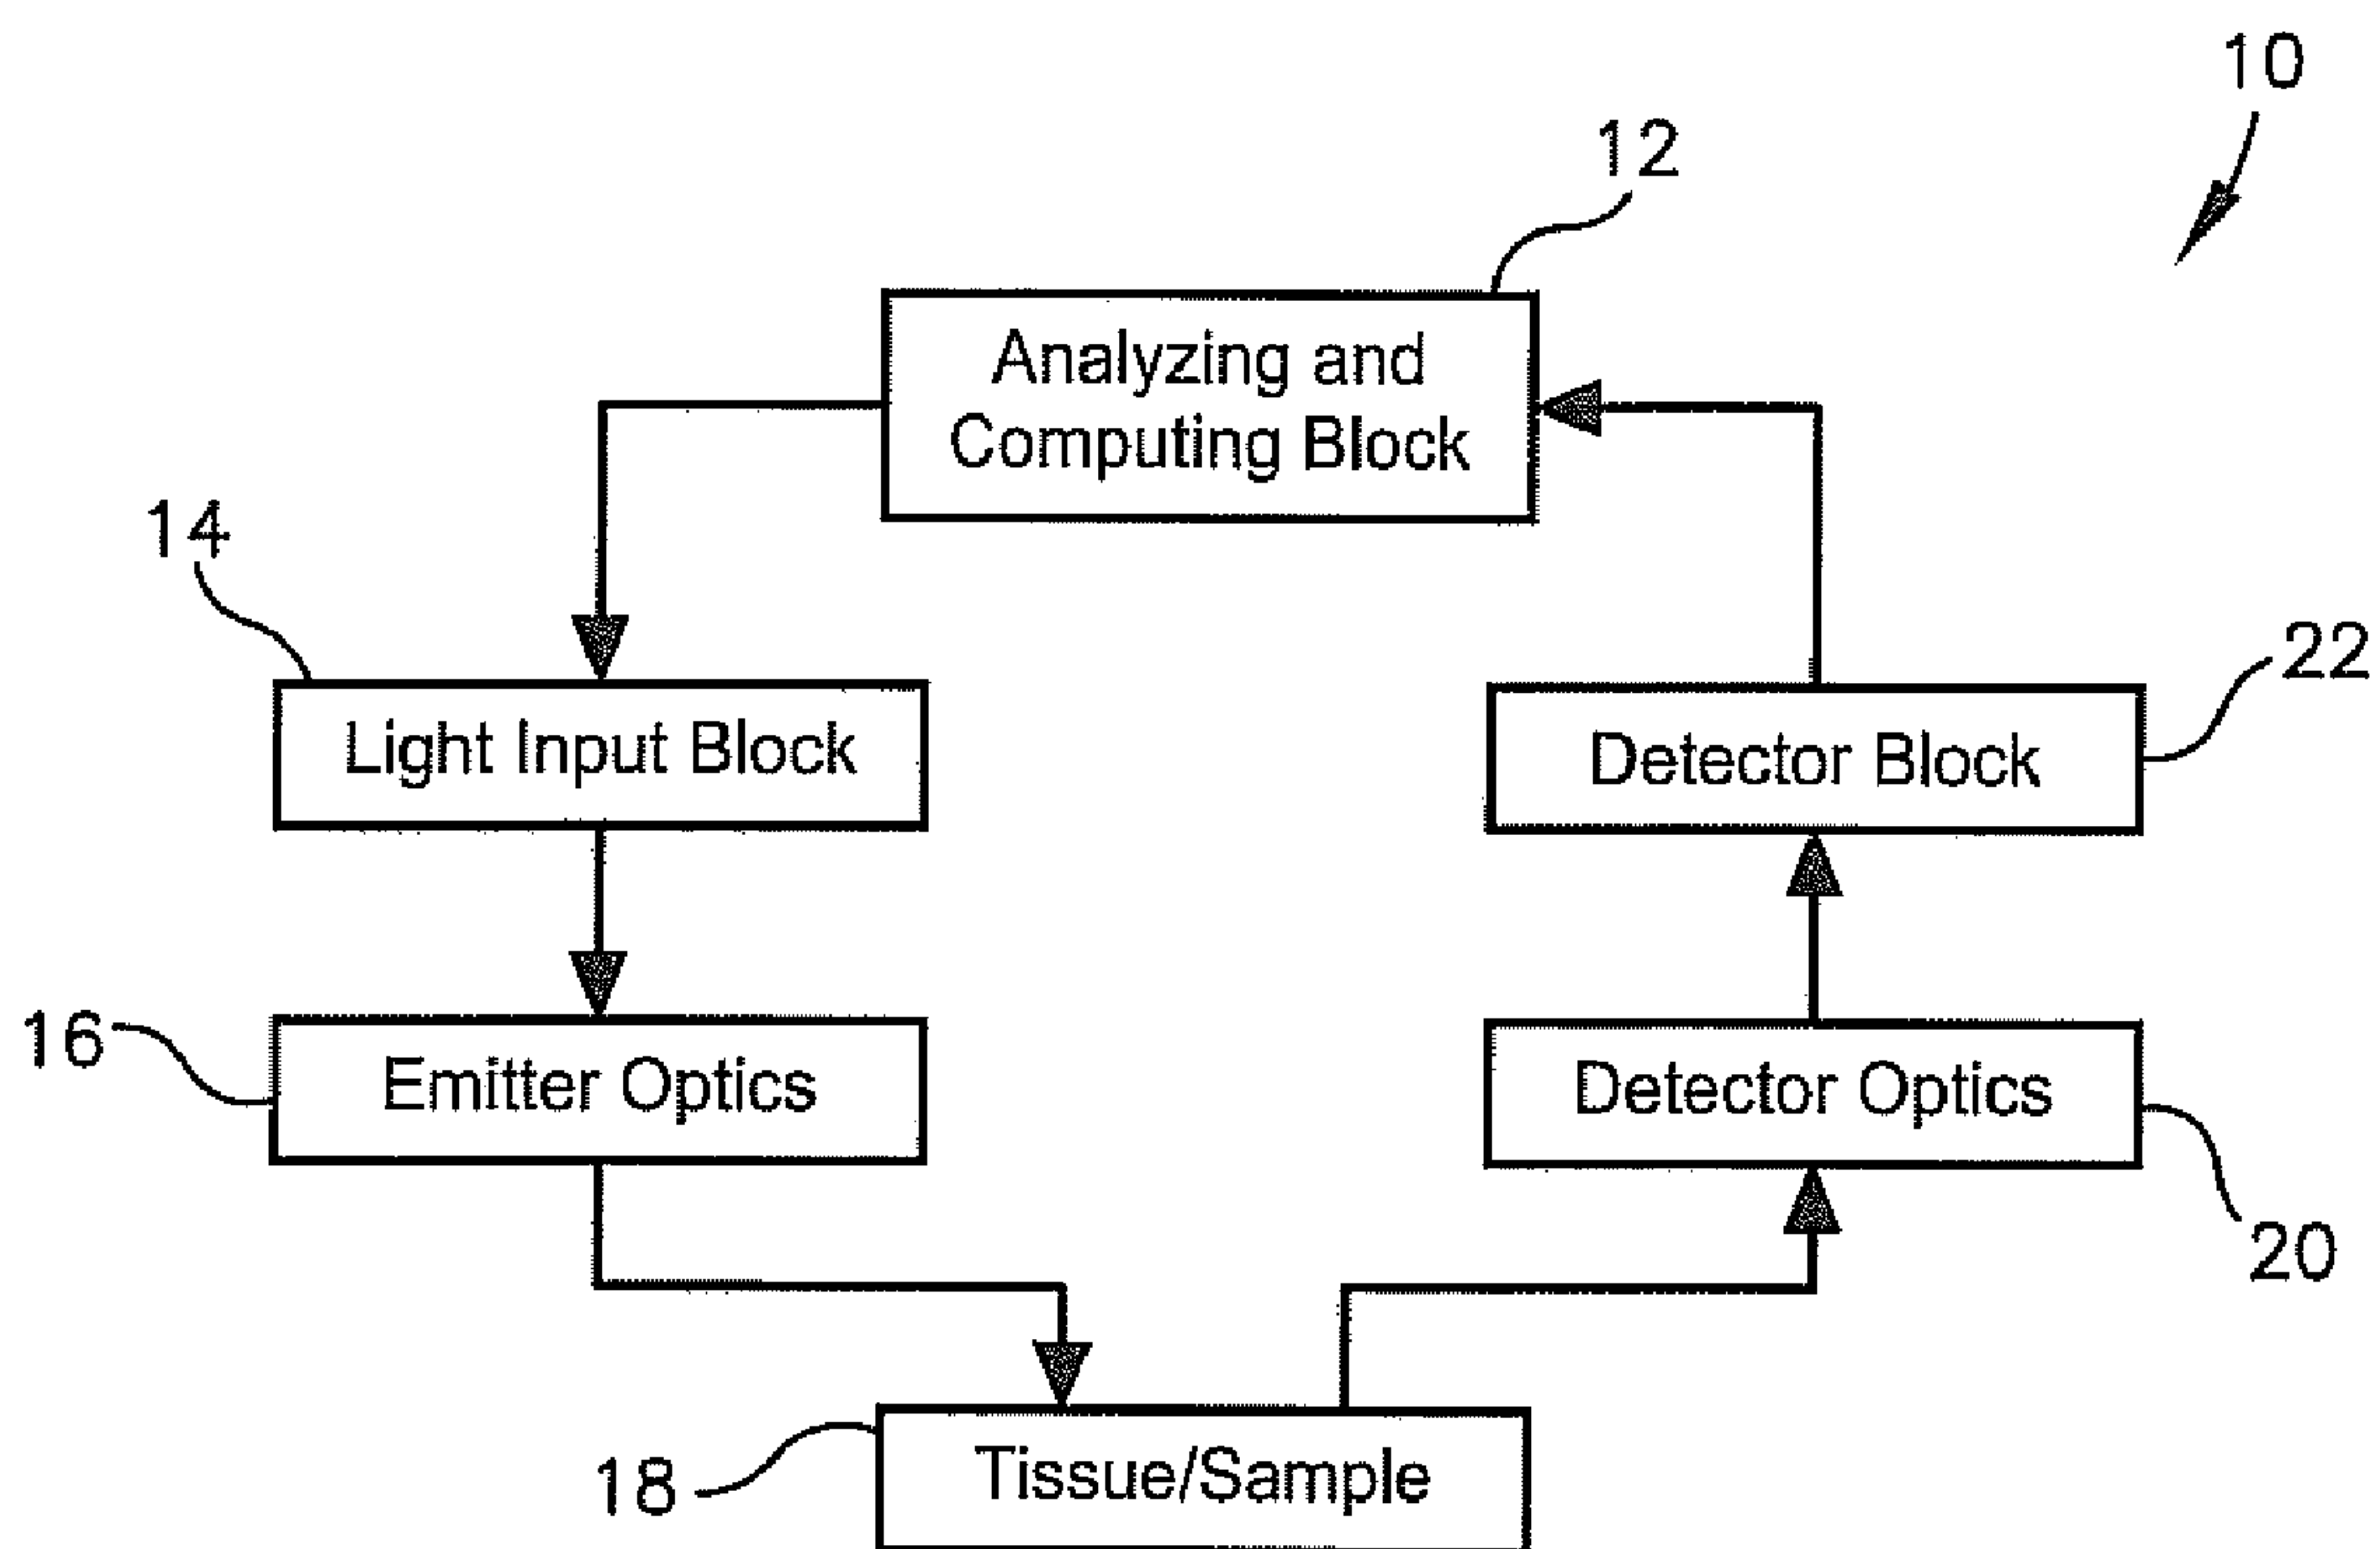 10
12
Analyzing and
Computing Block
14
Light Input Block
22
Detector Block
16
Emitter Optics
Detector Optics
20
18
Tissue/Sample